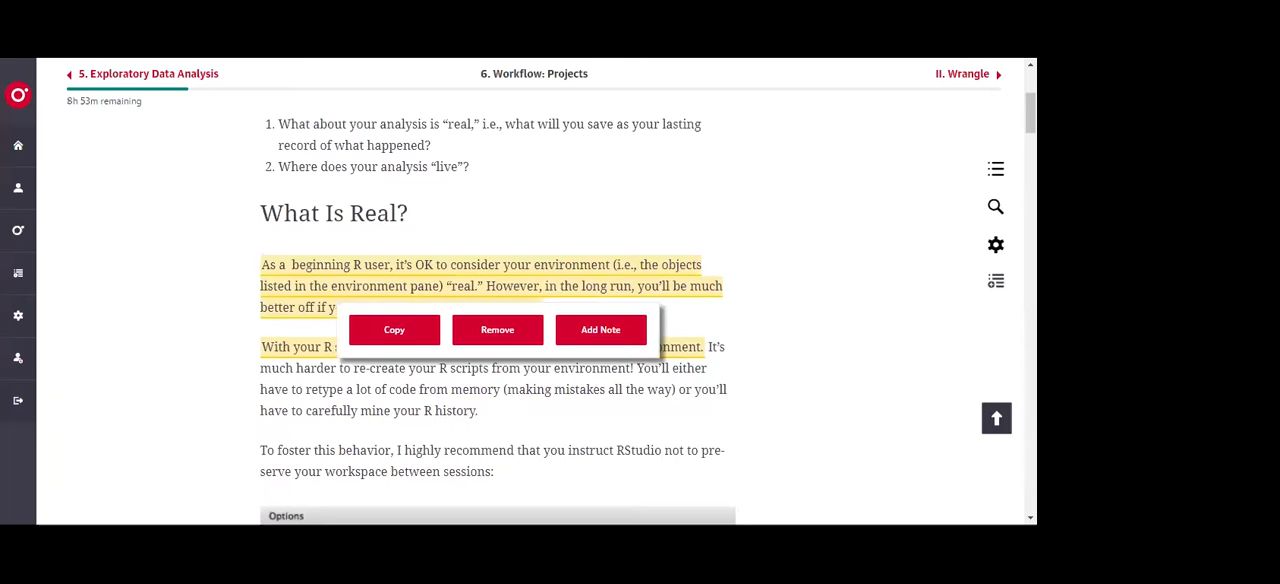 5. Exploratory Data Analysis
6. Workflow: Projects
II. Wrangle
8h 53m remaining
1. What about your analysis is “real,” i.e., what will you save as your lasting
record of what happened?
2. Where does your analysis “live”?
What Is Real?
As a beginning R user, it’s OK to consider your environment (i.e., the objects
listed in the environment pane) “real.” However, in the long run, you’ll be much
better off if y
Copy
Remove
Add Note
With your R
nment. It’s
much harder to re-create your R scripts from your environment! You’ll either
have to retype a lot of code from memory (making mistakes all the way) or you’ll
have to carefully mine your R history.
To foster this behavior, I highly recommend that you instruct RStudio not to pre-
serve your workspace between sessions:
Options